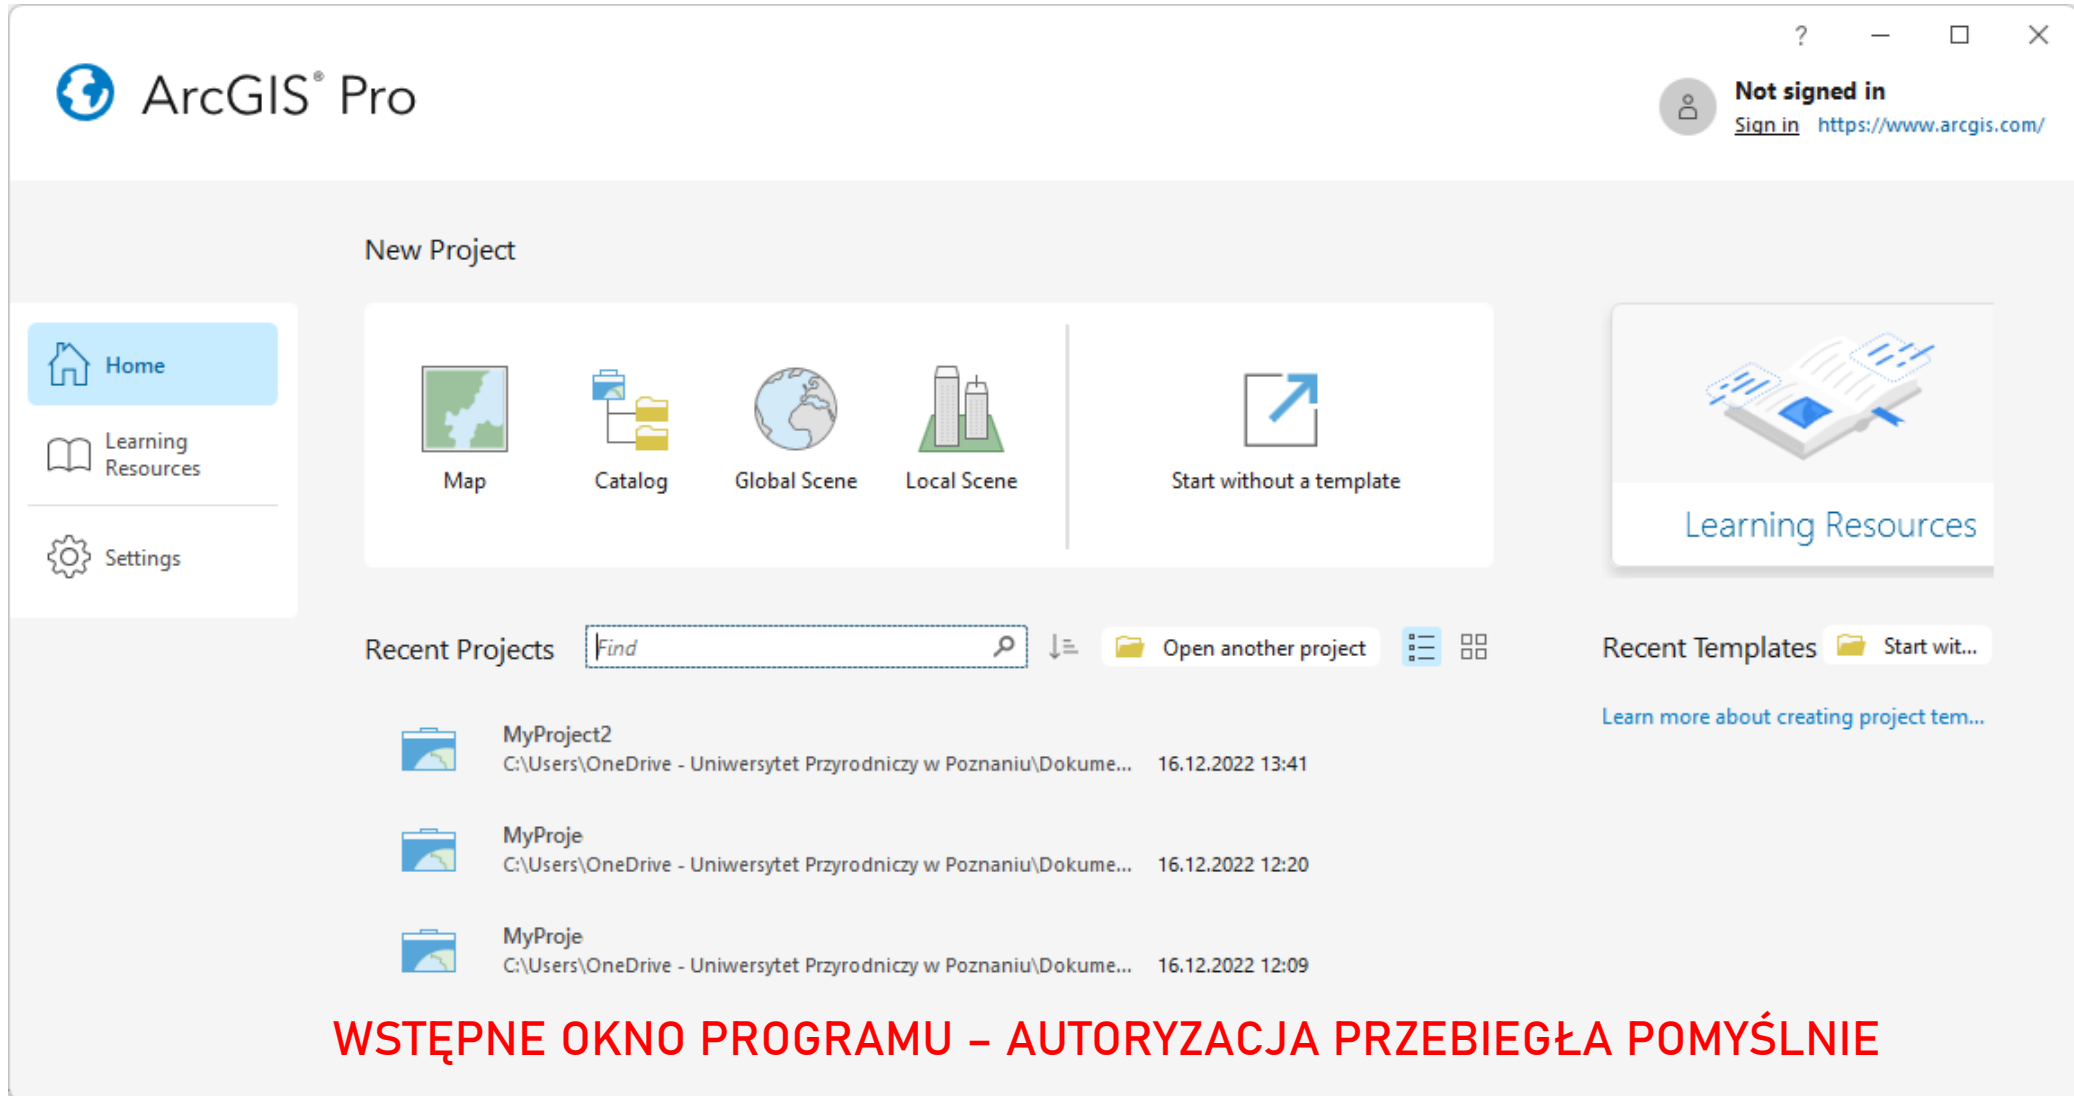 ?
ArcGIS® Pro
Not signed in
Sign in https://www.arcgis.com/
New Project
Home
Learning
Resources
Settings
Map
Catalog
Global Scene
Local Scene
Start without a template
Learning Resources
Recent Projects
Find
Open another project
Recent Templates
Start wit...
Learn more about creating project tem...
MyProject2
C:\Users\OneDrive - Uniwersytet Przyrodniczy w Poznaniu\Dokume... 16.12.2022 13:41
MyProje
C:\Users\OneDrive - Uniwersytet Przyrodniczy w Poznaniu\Dokume... 16.12.2022 12:20
MyProje
C:\Users\OneDrive - Uniwersytet Przyrodniczy w Poznaniu\Dokume... 16.12.2022 12:09
WSTĘPNE OKNO PROGRAMU – AUTORYZACJA PRZEBIEGŁA POMYŚLNIE